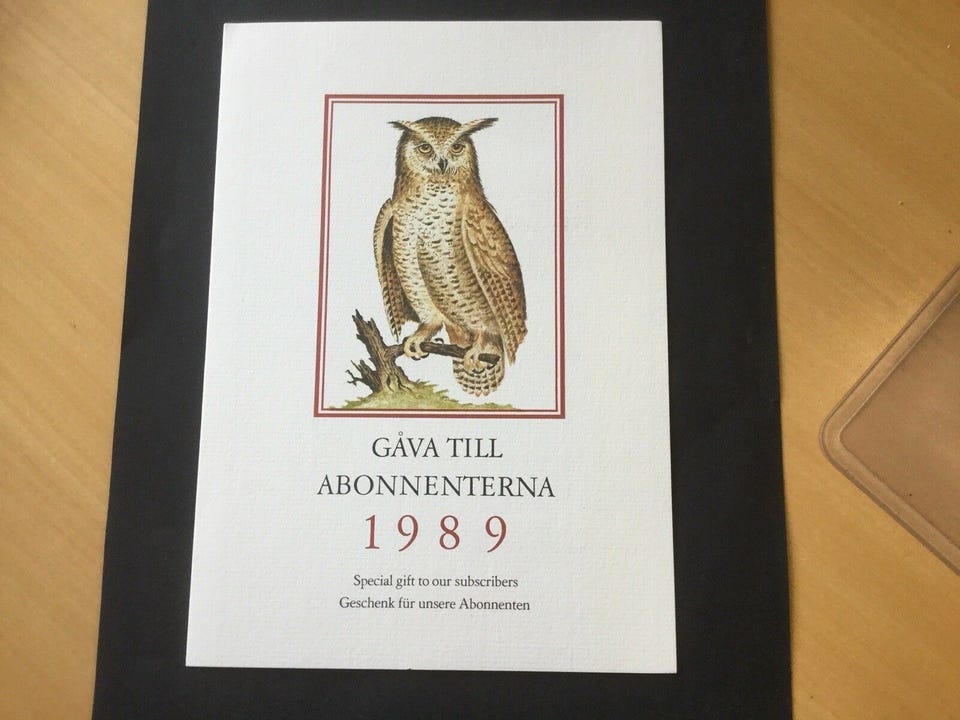 GÅVA TILL
ABONNENTERNA
1989
Special gift to our subscribers
Geschenk für unsere Abonnenten